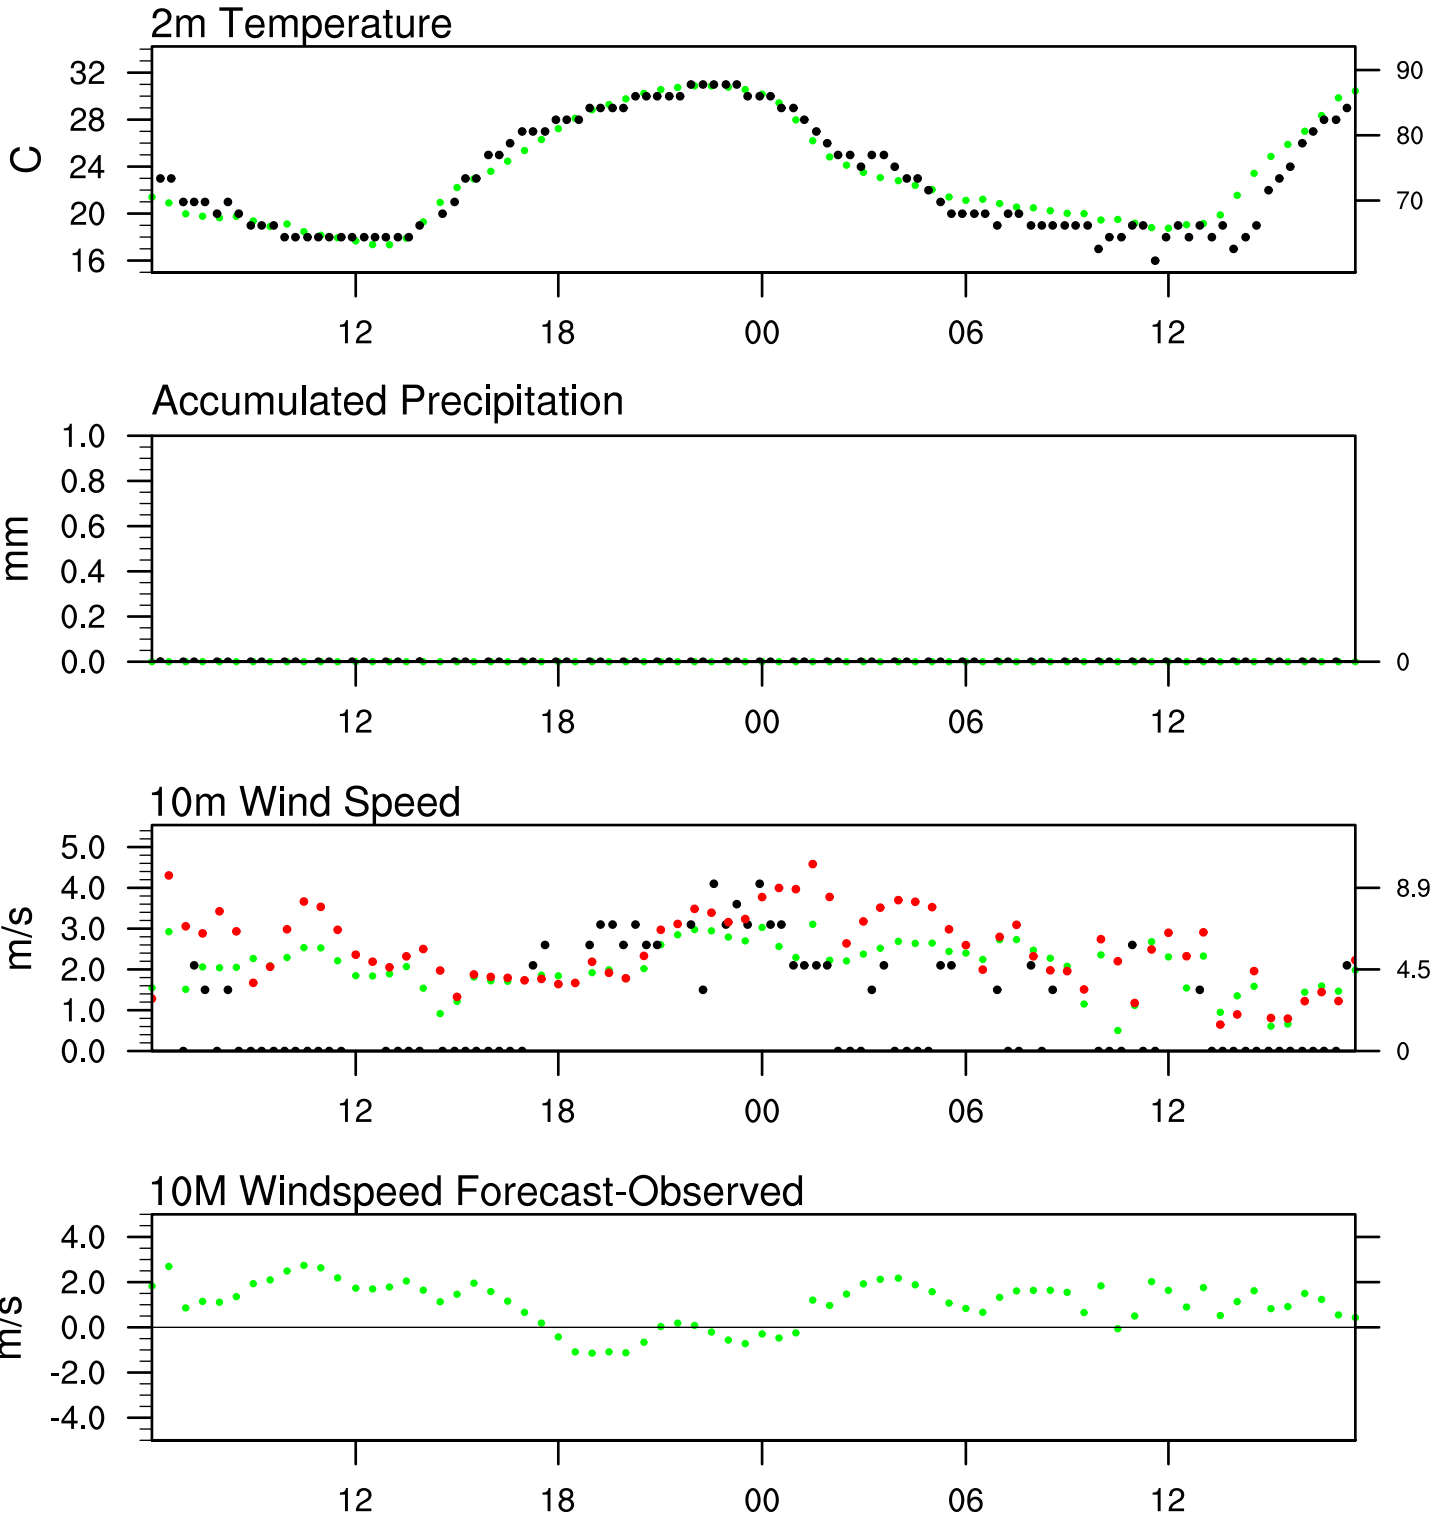 2m Temperature
32
28
24
20
16
C
90
80
70
12 18 00 06 12
Accumulated Precipitation
1.0
0.8
0.6
0.4
0.2
0.0
mm
0
12 18 00 06 12
10m Wind Speed
5.0
4.0
3.0
2.0
1.0
0.0
m/s
8.9
4.5
0
12 18 00 06 12
10M Windspeed Forecast-Observed
4.0
2.0
0.0
-2.0
-4.0
m/s
12 18 00 06 12